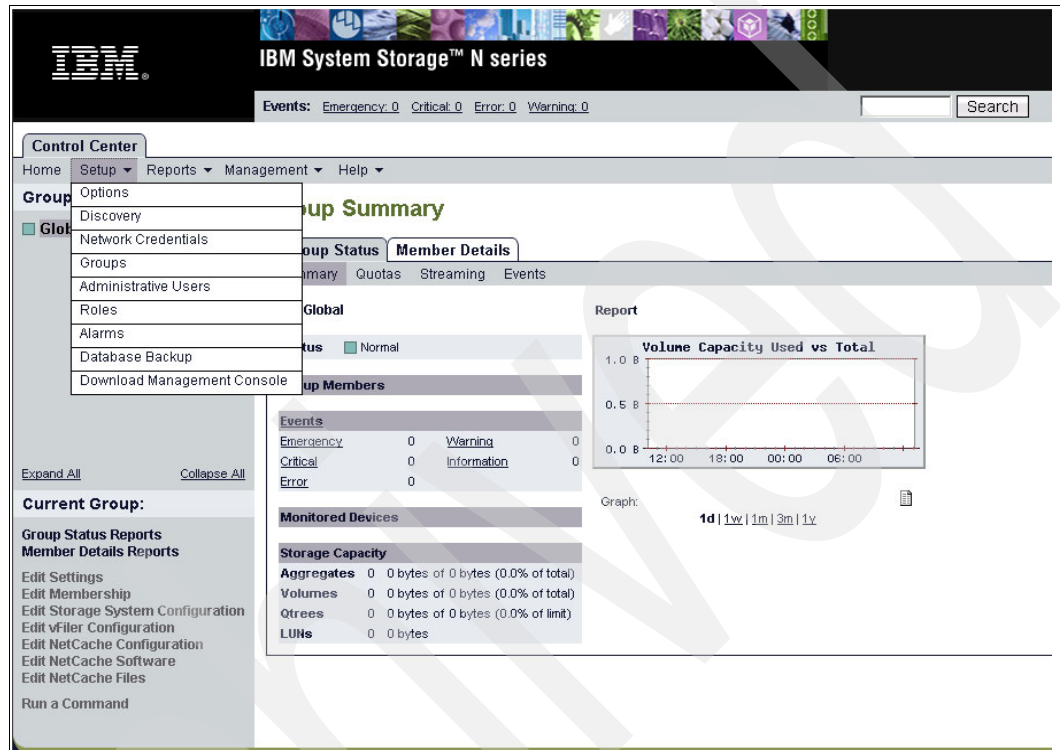 IBM
IBM System Storage™ N series
Events: Emergency: 0 Critical: 0 Error: 0 Warning: 0
Search
Control Center
Home Setup Reports Management Help
Options
Discovery
Network Credentials
Groups
Administrative Users
Roles
Alarms
Database Backup
Download Management Console
Group
Glob
Expand All Collapse All
Current Group:
Group Status Reports
Member Details Reports
Edit Settings
Edit Membership
Edit Storage System Configuration
Edit vFiler Configuration
Edit NetCache Configuration
Edit NetCache Software
Edit NetCache Files
Run a Command
oup Summary
oup Status Member Details
mmary Quotas Streaming Events
Global
tus Normal
up Members
Events
Emergency 0 Warning 0
Critical 0 Information 0
Error 0
Monitored Devices
Storage Capacity
Aggregates 0 0 bytes of 0 bytes (0.0% of total)
Volumes 0 0 bytes of 0 bytes (0.0% of total)
Qtrees 0 0 bytes of 0 bytes (0.0% of limit)
LUNs 0 0 bytes
Report
Volume Capacity Used vs Total
1.0 B
0.5 B
0.0 B
12:00 18:00 00:00 06:00
Graph:
1d | 1w | 1m | 3m | 1y